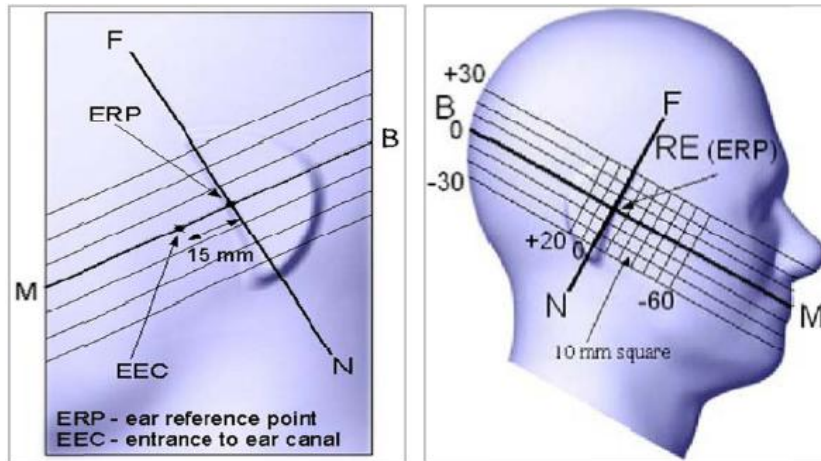 F
ERP
B
15 mm
M
EEC
N
ERP - ear reference point
EEC - entrance to ear canal
+30
B
0
-30
F
RE (ERP)
+20
0
N
-60
M
10 mm square